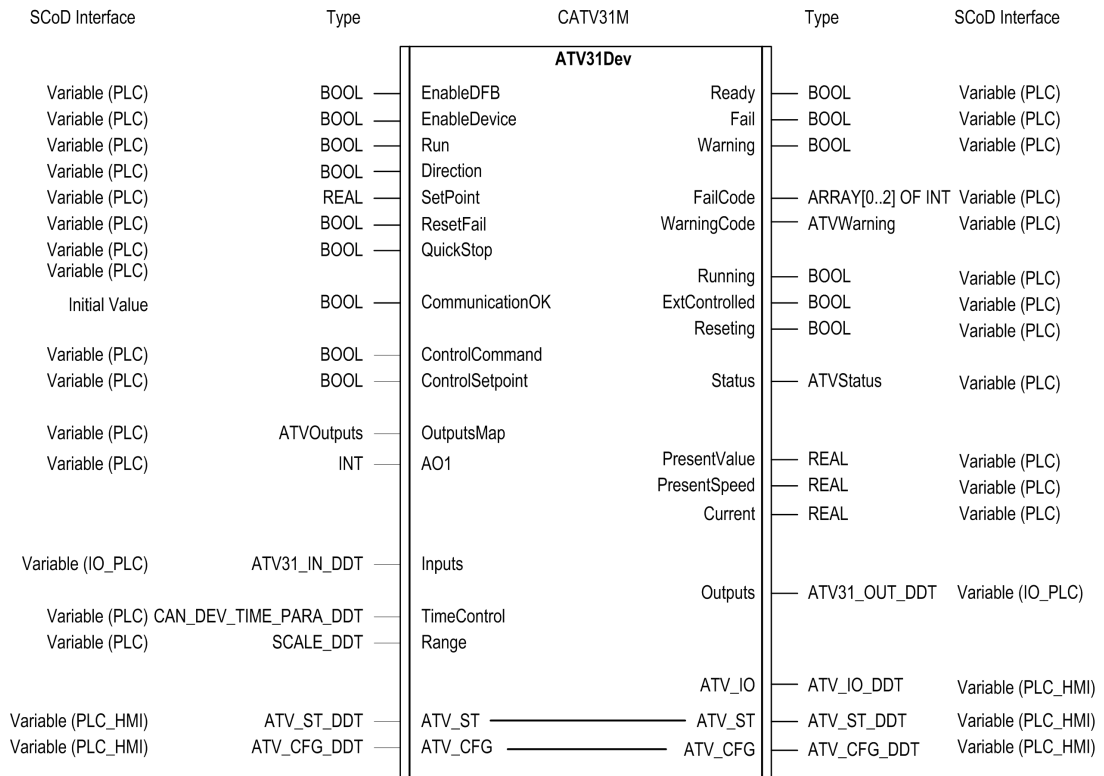 SCoD Interface Type CATV31M Type SCoD Interface
ATV31Dev
Variable (PLC) BOOL EnableDFB Ready BOOL Variable (PLC)
Variable (PLC) BOOL EnableDevice Fail BOOL Variable (PLC)
Variable (PLC) BOOL Run Warning BOOL Variable (PLC)
Variable (PLC) BOOL Direction
Variable (PLC) REAL SetPoint FailCode ARRAY[0..2] OF INT Variable (PLC)
Variable (PLC) BOOL ResetFail WarningCode ATVWarning Variable (PLC)
Variable (PLC) BOOL QuickStop
Variable (PLC)
Running BOOL Variable (PLC)
Initial Value BOOL CommunicationOK ExtControlled BOOL Variable (PLC)
Reseting BOOL Variable (PLC)
Variable (PLC) BOOL ControlCommand
Variable (PLC) BOOL ControlSetpoint Status ATVStatus Variable (PLC)
Variable (PLC) ATVOutputs OutputsMap
Variable (PLC) INT AO1 PresentValue REAL Variable (PLC)
PresentSpeed REAL Variable (PLC)
Current REAL Variable (PLC)
Variable (IO_PLC) ATV31_IN_DDT Inputs
Outputs ATV31_OUT_DDT Variable (IO_PLC)
Variable (PLC) CAN_DEV_TIME_PARA_DDT TimeControl
Variable (PLC) SCALE_DDT Range
ATV_IO ATV_IO_DDT Variable (PLC_HMI)
Variable (PLC_HMI) ATV_ST_DDT ATV_ST ATV_ST ATV_ST_DDT Variable (PLC_HMI)
Variable (PLC_HMI) ATV_CFG_DDT ATV_CFG ATV_CFG ATV_CFG_DDT Variable (PLC_HMI)